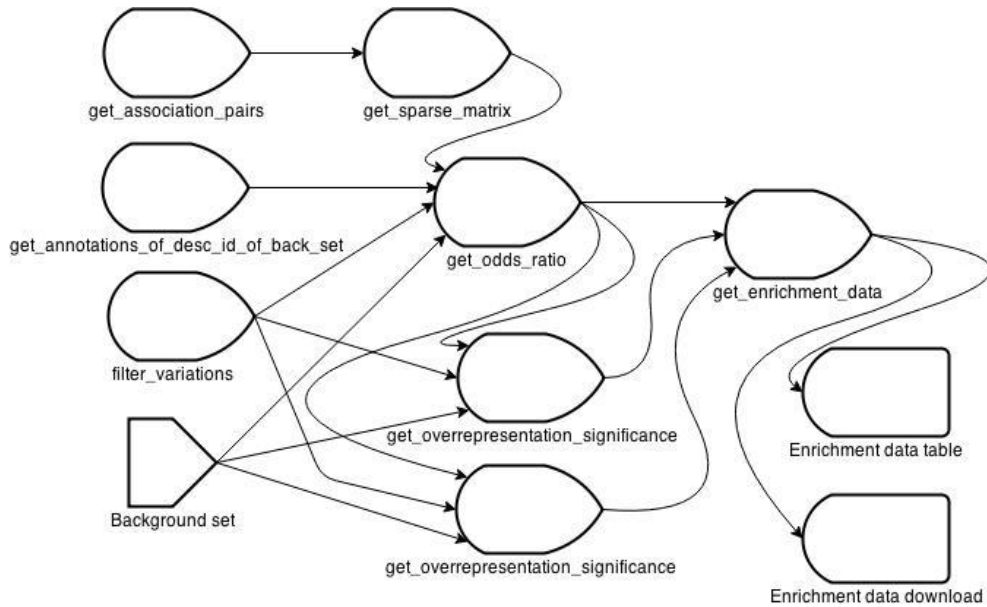 get_association_pairs
get_sparse_matrix
get_annotations_of_desc_id_of_back_set
get_odds_ratio
get_enrichment_data
filter_variations
get_overrepresentation_significance
Enrichment data table
Background set
get_overrepresentation_significance
Enrichment data download